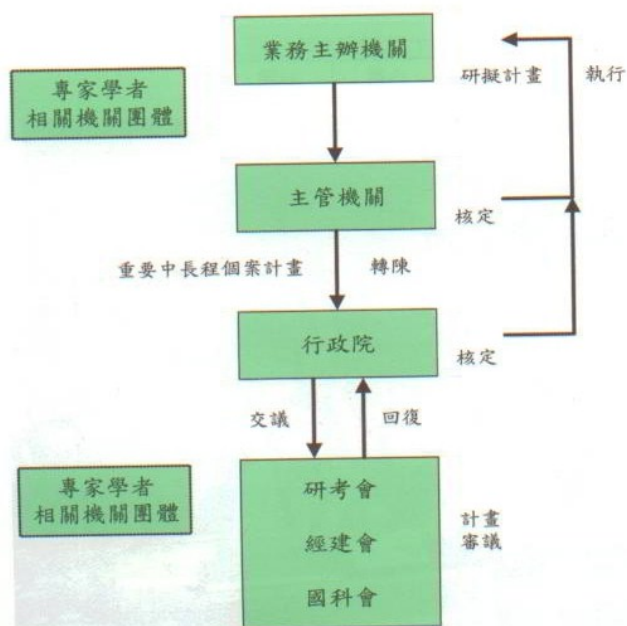 業務主辦機關
研擬計畫
執行
專家學者
相關機關團體
主管機關
核定
重要中長程個案計畫
轉陳
行政院
核定
交議
回復
專家學者
相關機關團體
研考會
經建會
國科會
計畫
審議